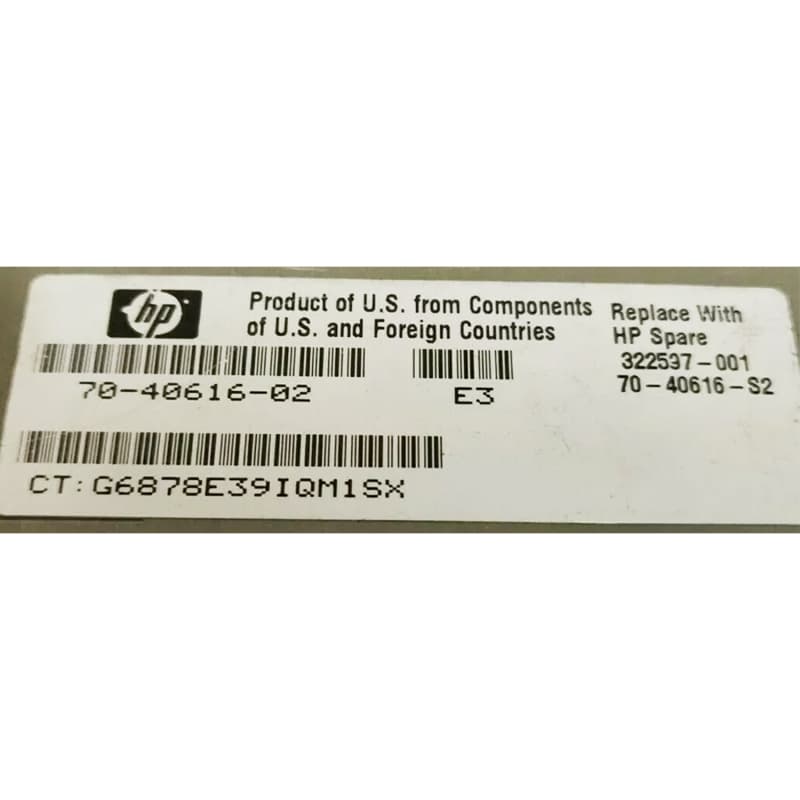 hp
Product of U.S. from Components
of U.S. and Foreign Countries
70-40616-02
E3
CT:G6878E39IQM1SX
Replace With
HP Spare
322597-001
70-40616-S2